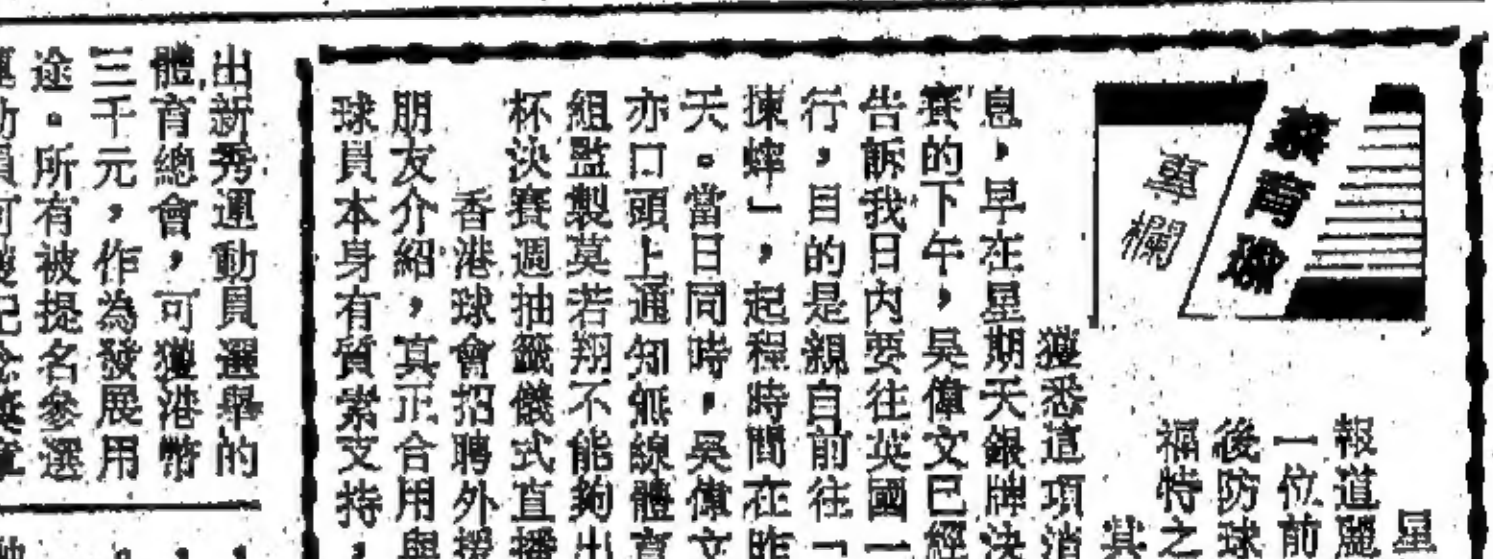 蔡育瑜
專欄
星
報道麗
一位前
後防球
福特之
其
獲悉這項消
息，早在星期天銀牌決
賽的下午，吳偉文已經
告訴我日內要往英國一
行，目的是親自前往「
揀蟀」，起程時間在昨
天。當日同時，吳偉文
亦口頭上通知無線體育
組監製莫若翔不能夠出
杯決賽週抽籤儀式直播
香港球會招聘外援
朋友介紹，真正合用與
球員本身有質素支持，
出新秀運動員選舉的
體育總會，可獲港幣
三千元，作為發展用
途。所有被提名參選